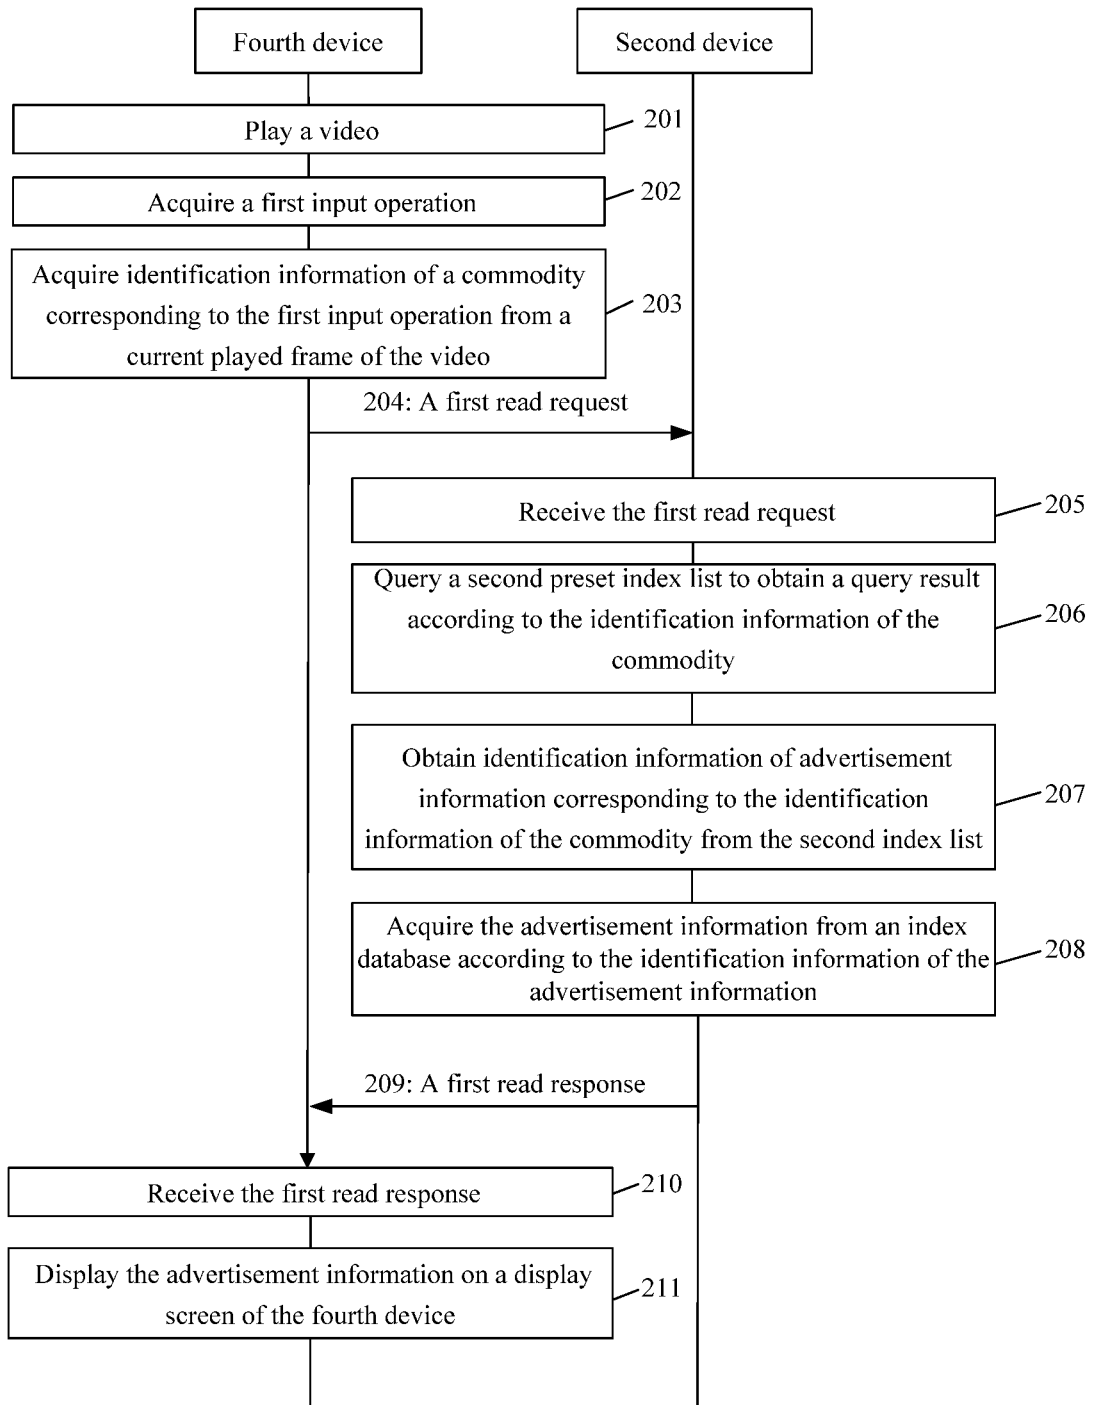 Fourth device
Second device
Play a video
201
Acquire a first input operation
202
Acquire identification information of a commodity
corresponding to the first input operation from a
current played frame of the video
203
204: A first read request
Receive the first read request
205
Query a second preset index list to obtain a query result
according to the identification information of the
commodity
206
Obtain identification information of advertisement
information corresponding to the identification
information of the commodity from the second index list
207
Acquire the advertisement information from an index
database according to the identification information of the
advertisement information
208
209: A first read response
Receive the first read response
210
Display the advertisement information on a display
screen of the fourth device
211